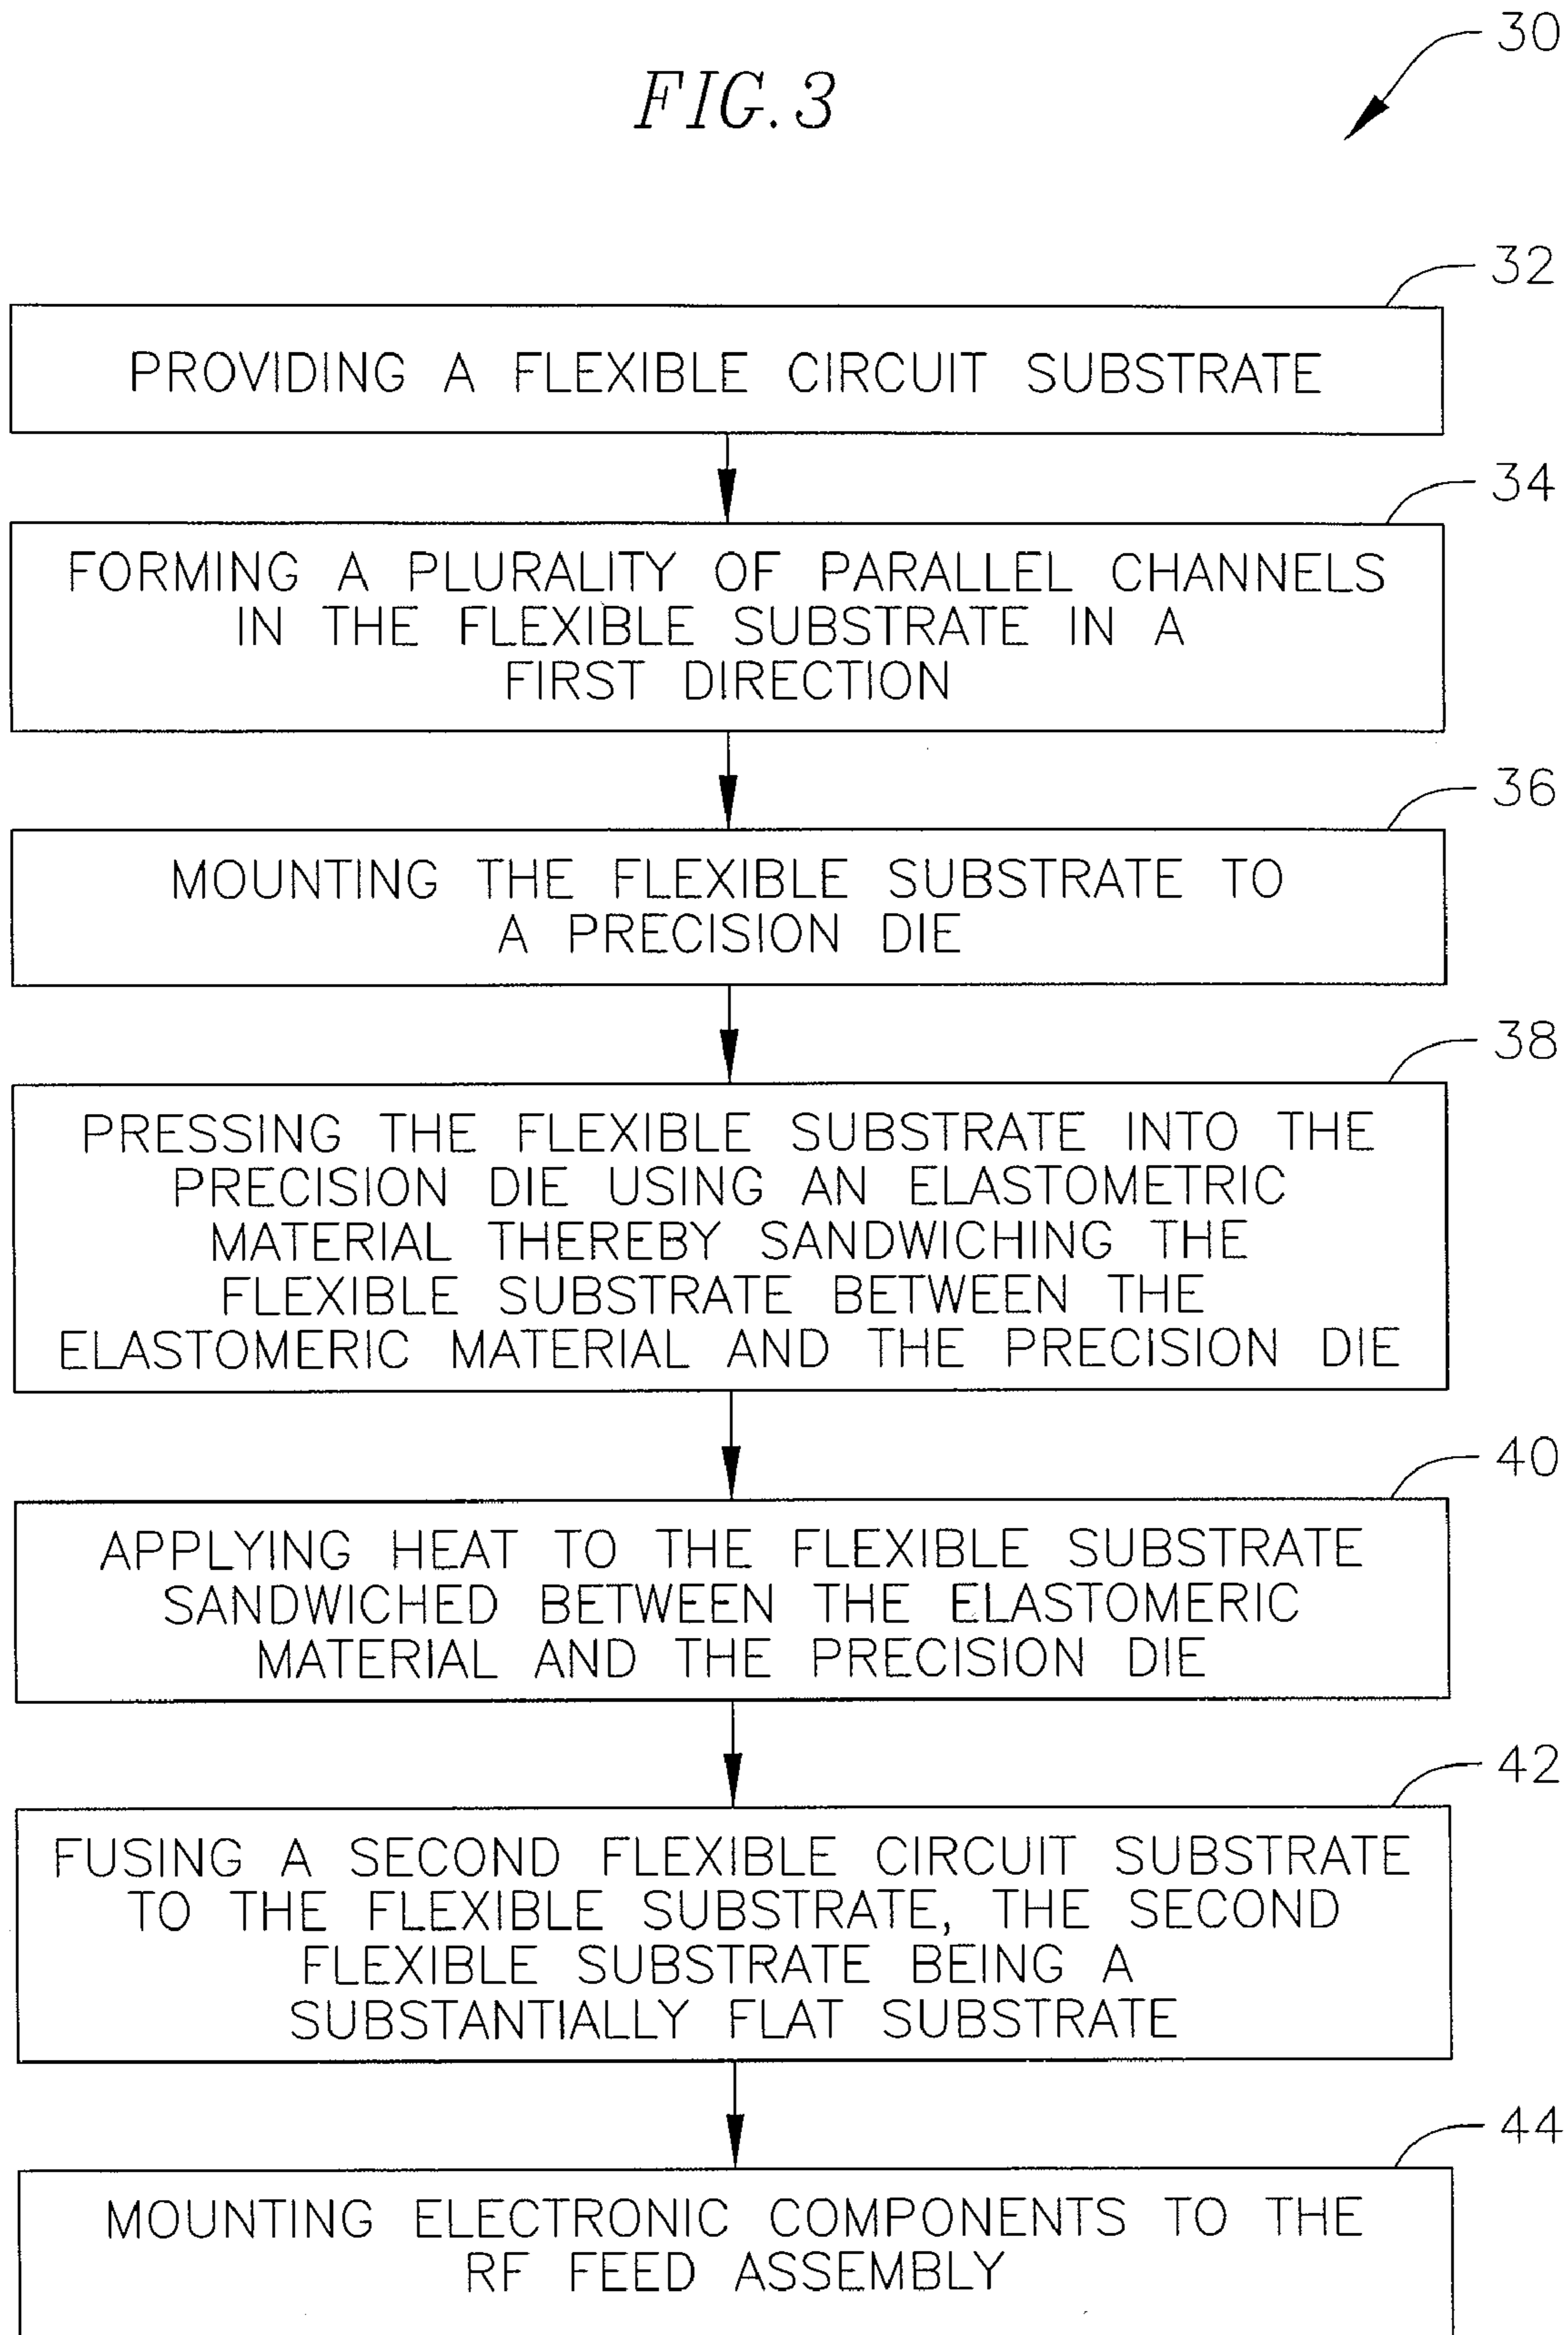 30
FIG. 3
32
PROVIDING A FLEXIBLE CIRCUIT SUBSTRATE
34
FORMING A PLURALITY OF PARALLEL CHANNELS
IN THE FLEXIBLE SUBSTRATE IN A
FIRST DIRECTION
36
MOUNTING THE FLEXIBLE SUBSTRATE TO
A PRECISION DIE
38
PRESSING THE FLEXIBLE SUBSTRATE INTO THE
PRECISION DIE USING AN ELASTOMETRIC
MATERIAL THEREBY SANDWICHING THE
FLEXIBLE SUBSTRATE BETWEEN THE
ELASTOMERIC MATERIAL AND THE PRECISION DIE
40
APPLYING HEAT TO THE FLEXIBLE SUBSTRATE
SANDWICHED BETWEEN THE ELASTOMERIC
MATERIAL AND THE PRECISION DIE
42
FUSING A SECOND FLEXIBLE CIRCUIT SUBSTRATE
TO THE FLEXIBLE SUBSTRATE, THE SECOND
FLEXIBLE SUBSTRATE BEING A
SUBSTANTIALLY FLAT SUBSTRATE
44
MOUNTING ELECTRONIC COMPONENTS TO THE
RF FEED ASSEMBLY